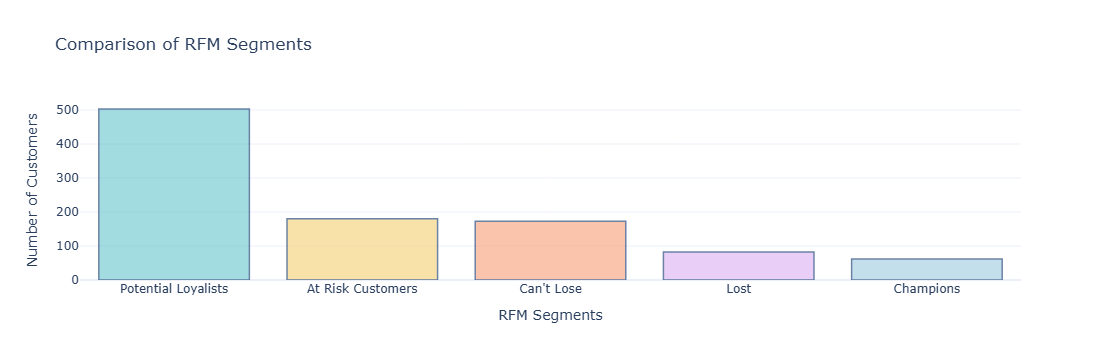 Comparison of RFM Segments
Number of Customers
500
400
300
200
100
0
Potential Loyalists
At Risk Customers
Can't Lose
Lost
Champions
RFM Segments